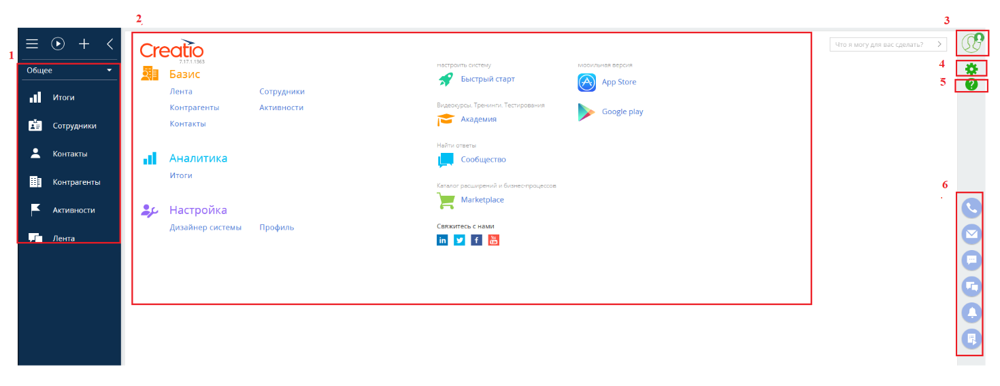 2
3
Creatio
7.17.1.1363
Что я могу для вас сделать?
1
Общее
Итоги
Сотрудники
Контакты
Контрагенты
Активности
Лента
Базис
Лента
Сотрудники
Контрагенты
Активности
Контакты
Аналитика
Итоги
Настройка
Дизайнер системы
Профиль
Настроить систему
Быстрый старт
Видеокурсы. Тренинги. Тестирования
Академия
Найти ответы
Сообщество
Каталог расширений и бизнес-процессов
Marketplace
Свяжитесь с нами
in
f
You
Мобильная версия
App Store
Google play
4
5
?
6